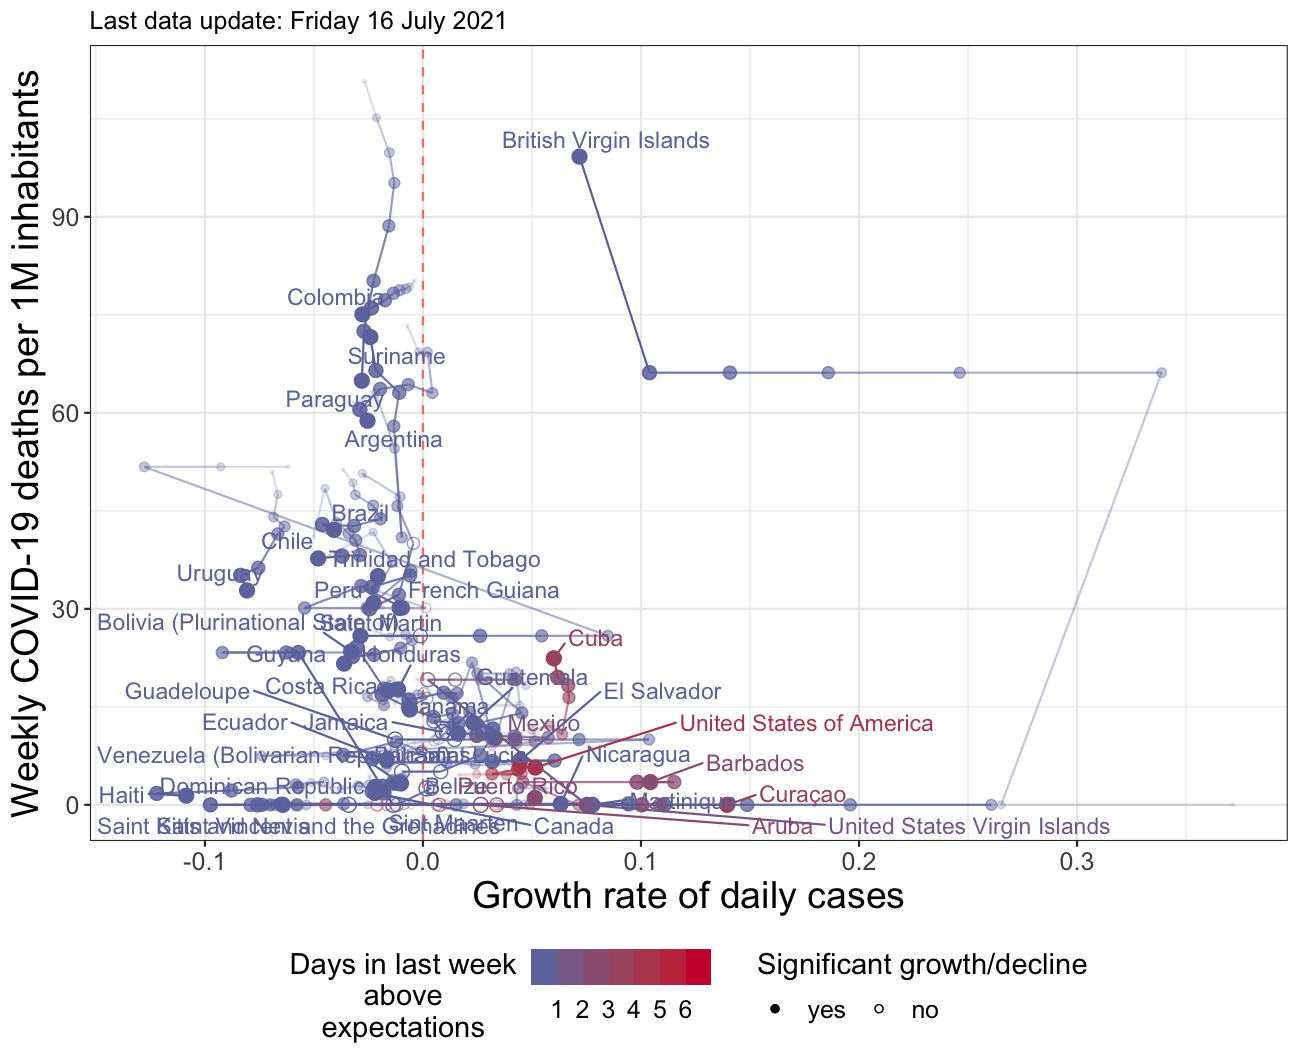 Last data update: Friday 16 July 2021
Weekly COVID-19 deaths per 1M inhabitants
90
60
30
0
British Virgin Islands
Colombia
Suriname
Paraguay
Argentina
Brazil
Chile
Trinidad and Tobago
Uruguay
Peru
French Guiana
Bolivia (Plurinational State of)
Saint Martin
Cuba
Guyana
Honduras
Costa Rica
Guatemala
Guadeloupe
El Salvador
Panama
Ecuador
Jamaica
Mexico
United States of America
Venezuela (Bolivarian Republic of)
Saint Lucia
Nicaragua
Barbados
Dominican Republic
Belize
Puerto Rico
Haiti
Martinique
Curaçao
Saint Kitts and Nevis
Saint Vincent and the Grenadines
Sint Maarten
Canada
Aruba
United States Virgin Islands
-0.1
0.0
0.1
0.2
0.3
Growth rate of daily cases
Days in last week
above
expectations
1 2 3 4 5 6
Significant growth/decline
yes
no